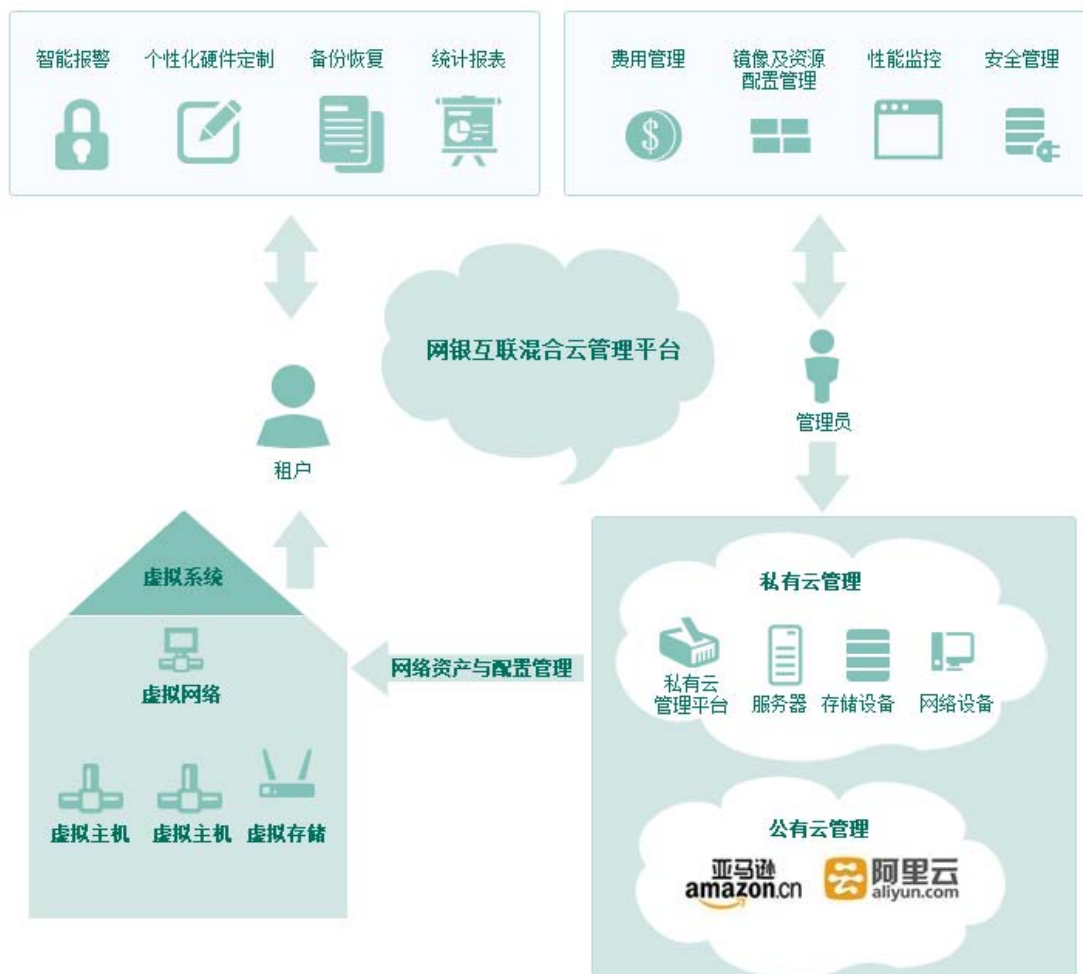 智能报警
个性化硬件定制
备份恢复
统计报表
费用管理
镜像及资源
配置管理
性能监控
安全管理
$
网银互联混合云管理平台
租户
管理员
虚拟系统
虚拟网络
虚拟主机
虚拟主机
虚拟存储
网络资产与配置管理
私有云管理
私有云
管理平台
服务器
存储设备
网络设备
公有云管理
亚马逊
amazon.cn
阿里云
aliyun.com